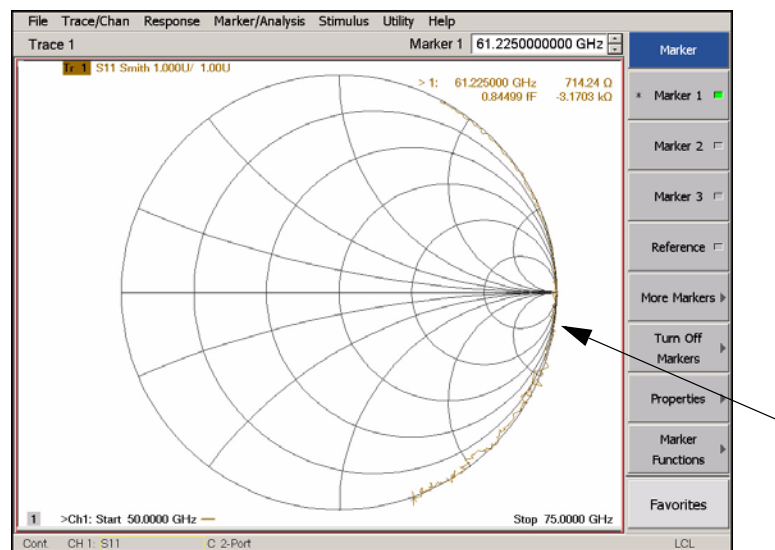 File Trace/Chan Response Marker/Analysis Stimulus Utility Help
Trace 1 Marker 1 61.2250000000 GHz
Marker
Tr 1 S11 Smith 1.000U/ 1.00U
> 1: 61.225000 GHz 714.24 Ω
0.84499 fF -3.1703 kΩ
* Marker 1
Marker 2
Marker 3
Reference
More Markers
Turn Off
Markers
Properties
Marker
Functions
Favorites
1 >Ch1: Start 50.0000 GHz — Stop 75.0000 GHz
Cont. CH 1: S11 C 2-Port LCL